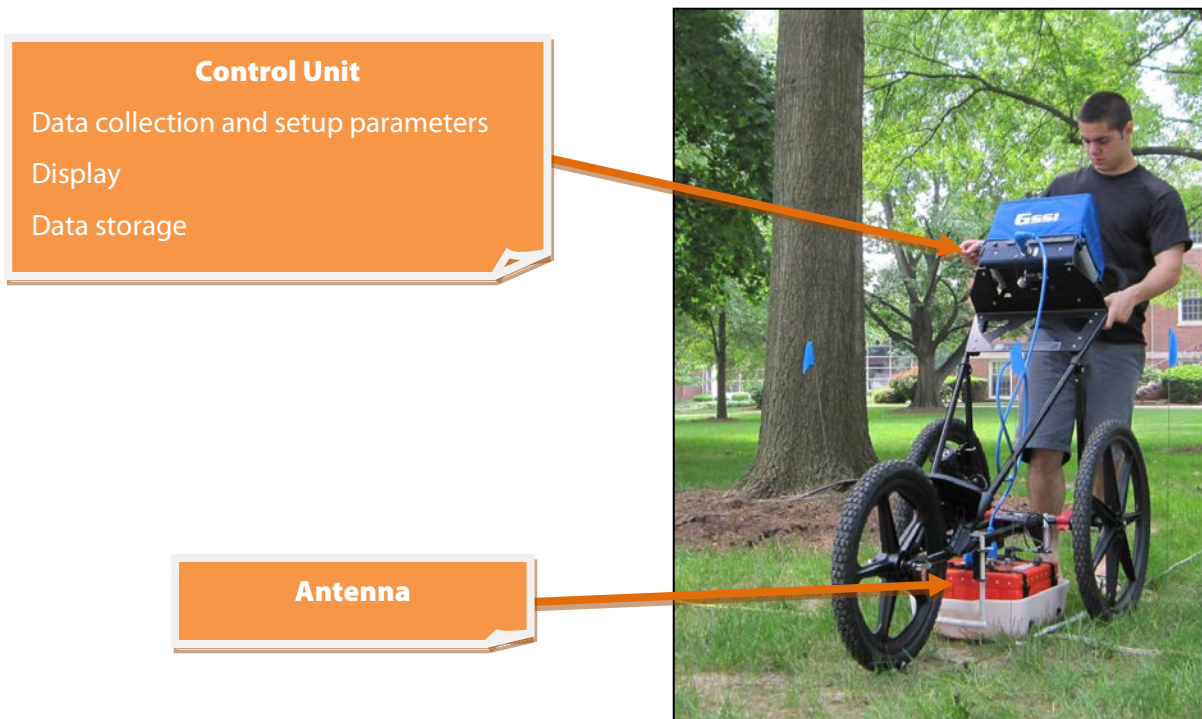 Control Unit
Data collection and setup parameters
Display
Data storage
GSSI
Antenna